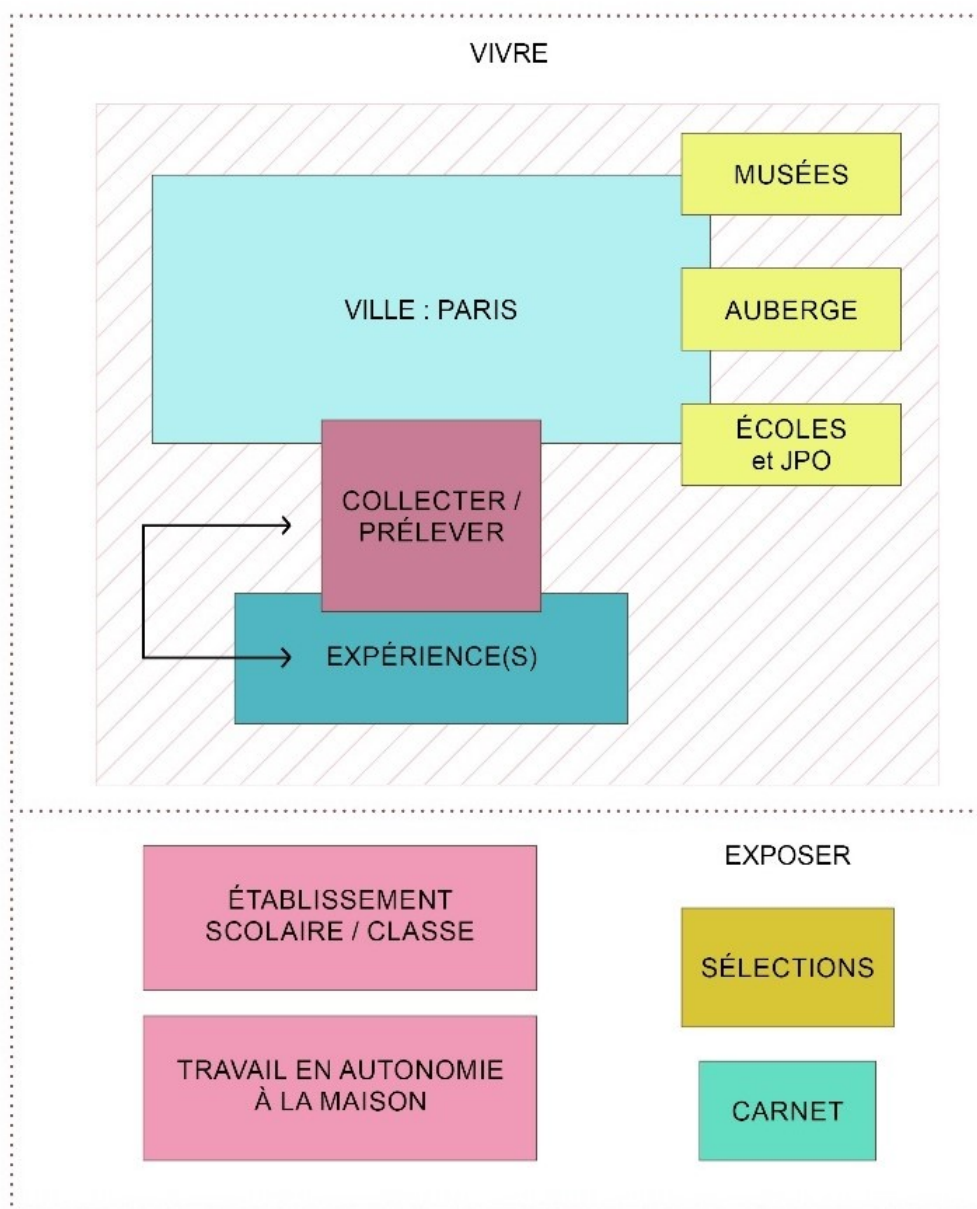 VIVRE
MUSÉES
VILLE : PARIS
AUBERGE
ÉCOLES
et JPO
COLLECTER /
PRÉLEVER
EXPÉRIENCE(S)
ÉTABLISSEMENT
SCOLAIRE / CLASSE
TRAVAIL EN AUTONOMIE
À LA MAISON
EXPOSER
SÉLECTIONS
CARNET